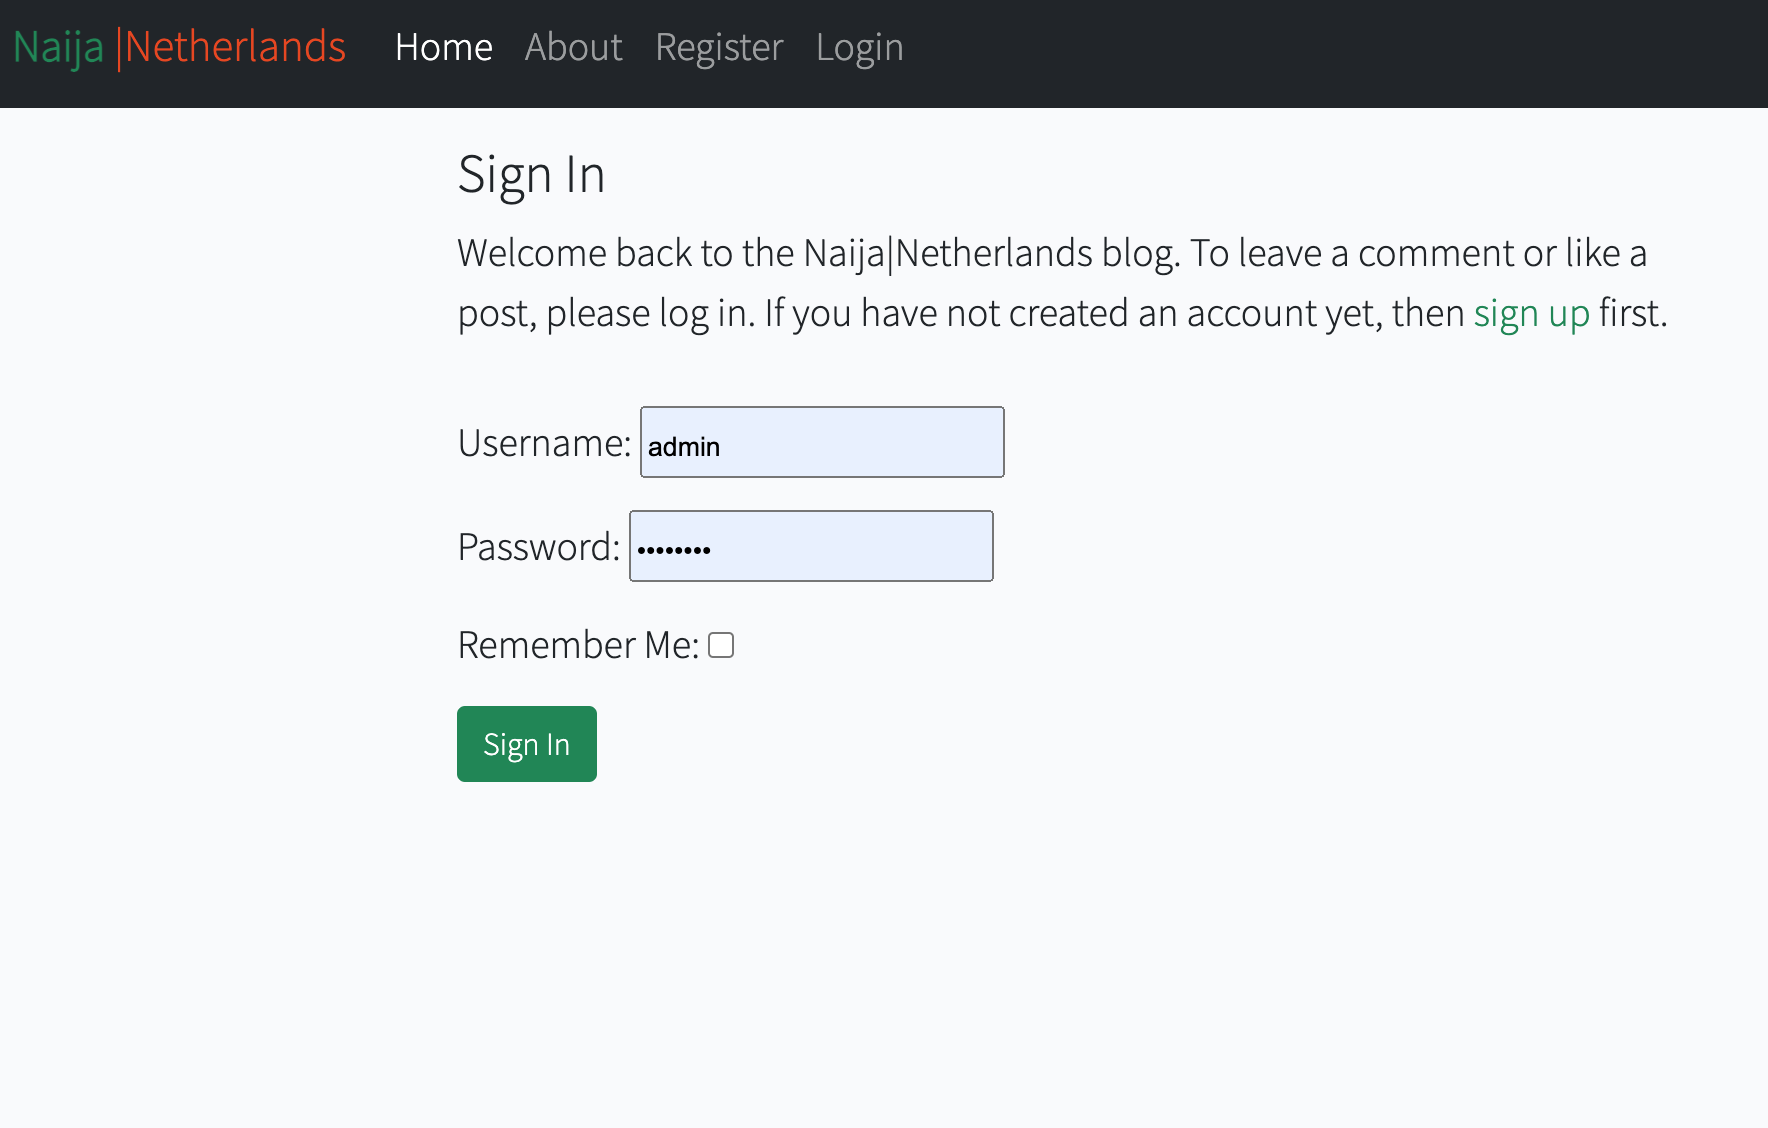 Naija |Netherlands Home About Register Login
Sign In
Welcome back to the Naija|Netherlands blog. To leave a comment or like a
post, please log in. If you have not created an account yet, then sign up first.
Username: admin
Password: ••••••••
Remember Me:
Sign In